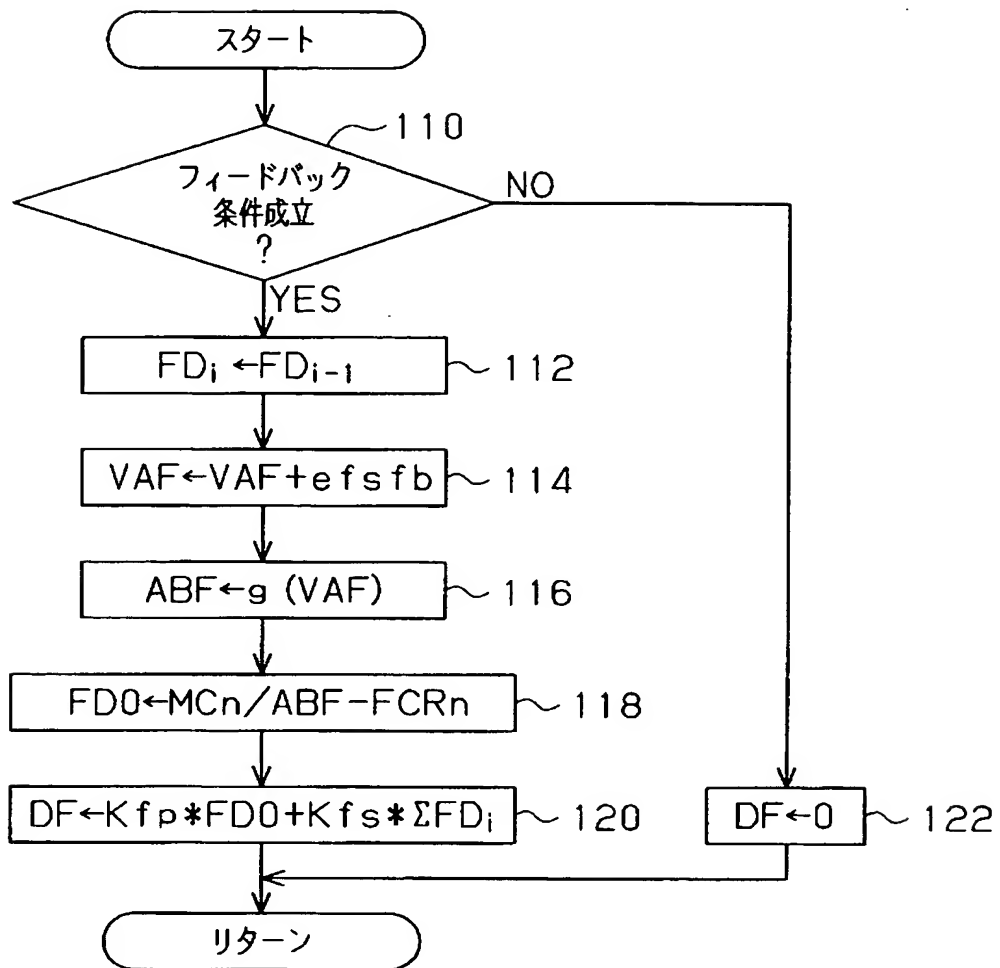 スタート
110
フィードバック
条件成立
?
NO
YES
FDi←FDi-1
112
VAF←VAF+efsfb
114
ABF←g (VAF)
116
FD0←MCn/ABF-FCRn
118
DF←Kfp*FD0+Kfs*ΣFDi
120
DF←0
122
リターン